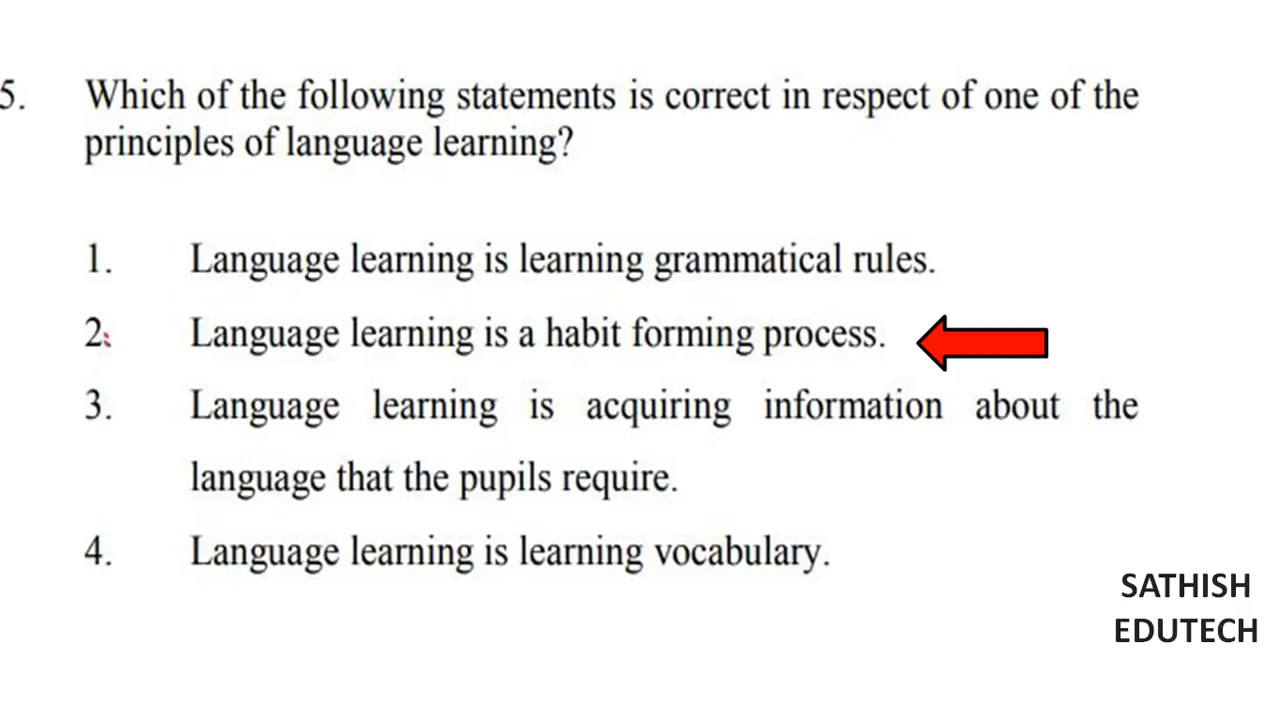 5. Which of the following statements is correct in respect of one of the
principles of language learning?
1. Language learning is learning grammatical rules.
2. Language learning is a habit forming process.
3. Language learning is acquiring information about the
language that the pupils require.
4. Language learning is learning vocabulary.
SATHISH
EDUTECH